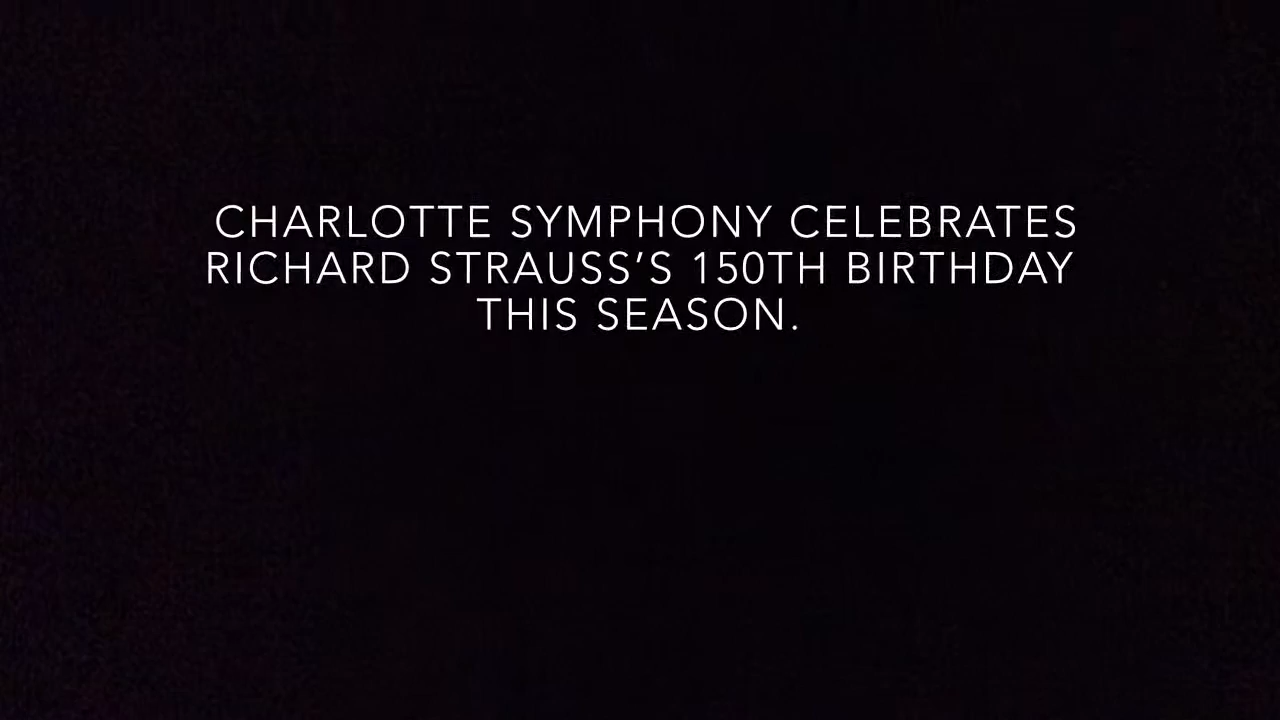 CHARLOTTE SYMPHONY CELEBRATES
RICHARD STRAUSS’S 150TH BIRTHDAY
THIS SEASON.